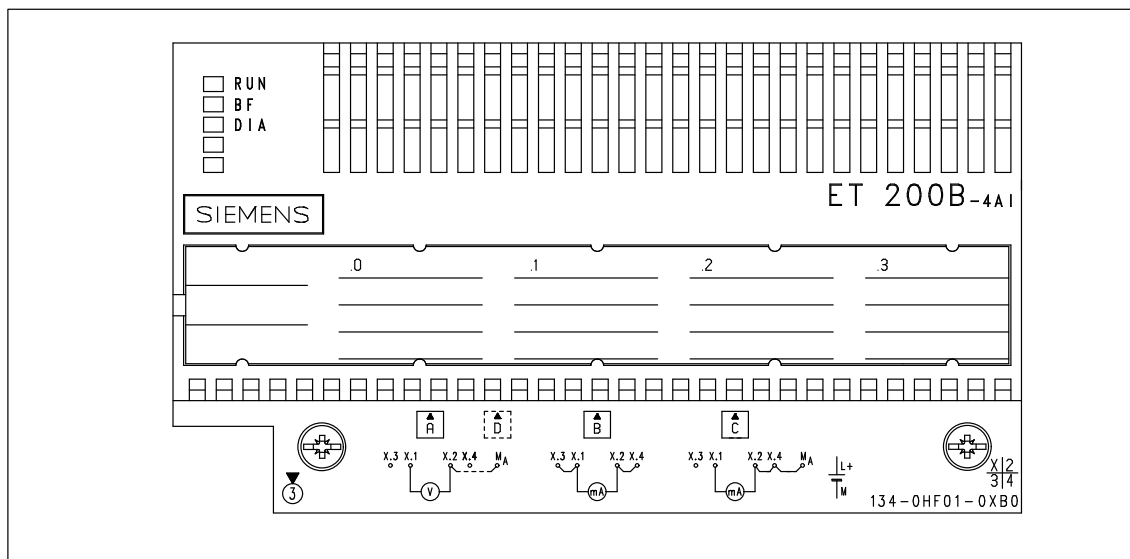 RUN
BF
DIA
ET 200B-4AI
SIEMENS
.0 .1 .2 .3
A D B C
X.3 X.1 X.2 X.4 MA X.3 X.1 X.2 X.4 X.3 X.1 X.2 X.4 MA
V mA mA
L+
M
X 2
3 4
3
134-0HF01-0XB0